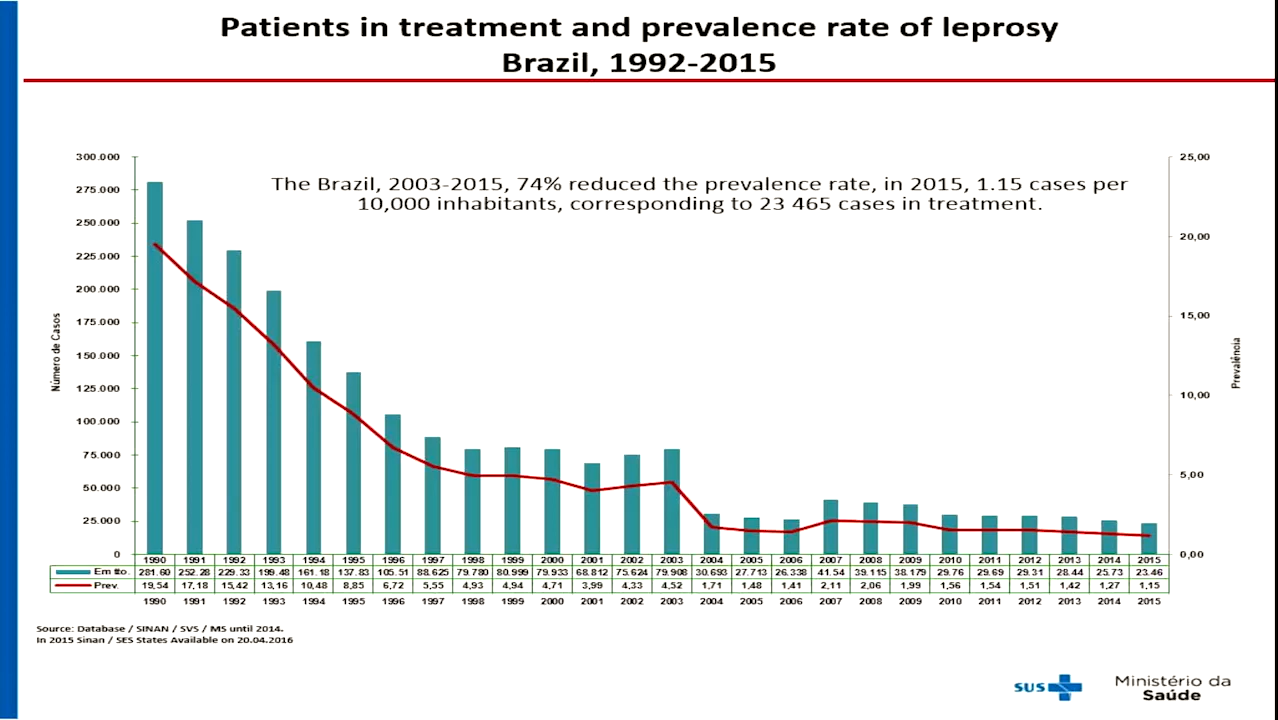 Patients in treatment and prevalence rate of leprosy
Brazil, 1992-2015
The Brazil, 2003-2015, 74% reduced the prevalence rate, in 2015, 1.15 cases per
10,000 inhabitants, corresponding to 23 465 cases in treatment.
Número de Casos
300.000
275.000
250.000
225.000
200.000
175.000
150.000
125.000
100.000
75.000
50.000
25.000
0
25,00
20,00
15,00
10,00
5,00
0,00
Prevalência
1990 1991 1992 1993 1994 1995 1996 1997 1998 1999 2000 2001 2002 2003 2004 2005 2006 2007 2008 2009 2010 2011 2012 2013 2014 2015
Em tto. 281.60 252.28 229.33 199.48 161.18 137.83 105.51 88.625 79.780 80.999 79.933 68.812 75.624 79.908 30.693 27.713 26.338 41.54 39.115 38.179 29.76 29.69 29.31 28.44 25.73 23.46
Prev. 19,54 17,18 15,42 13,16 10,48 8,85 6,72 5,55 4,93 4,94 4,71 3,99 4,33 4,52 1,71 1,48 1,41 2,11 2,06 1,99 1,56 1,54 1,51 1,42 1,27 1,15
1990 1991 1992 1993 1994 1995 1996 1997 1998 1999 2000 2001 2002 2003 2004 2005 2006 2007 2008 2009 2010 2011 2012 2013 2014 2015
Source: Database / SINAN / SVS / MS until 2014.
In 2015 Sinan / SES States Available on 20.04.2016
SUS
Ministério da
Saúde